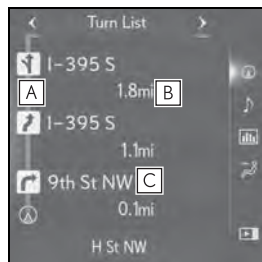 Turn List
I-395 S
A
1.8mi B
I-395 S
1.1mi
9th St NW C
0.1mi
H St NW